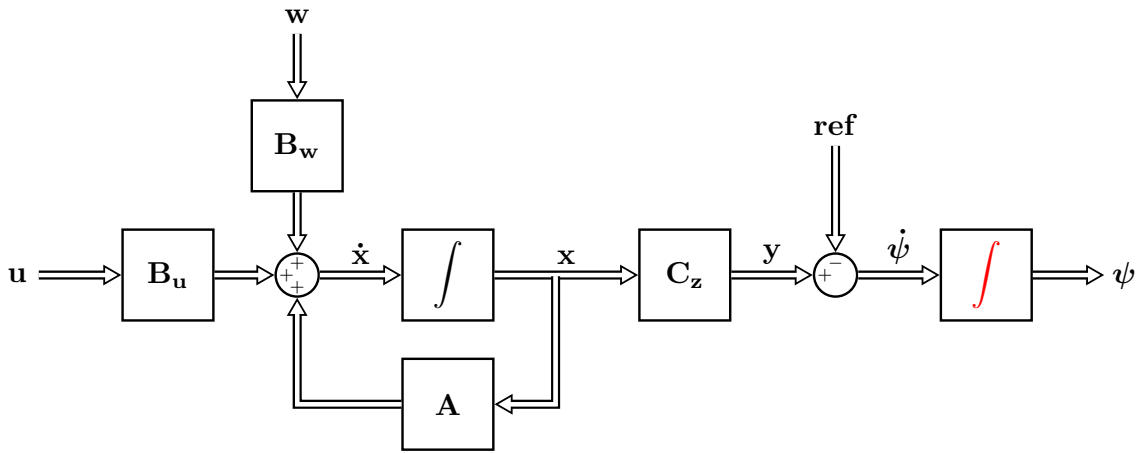 w
B_w
ref
u
B_u
+
+
+
ẋ
∫
x
C_z
y
+
−
ψ̇
∫
ψ
A